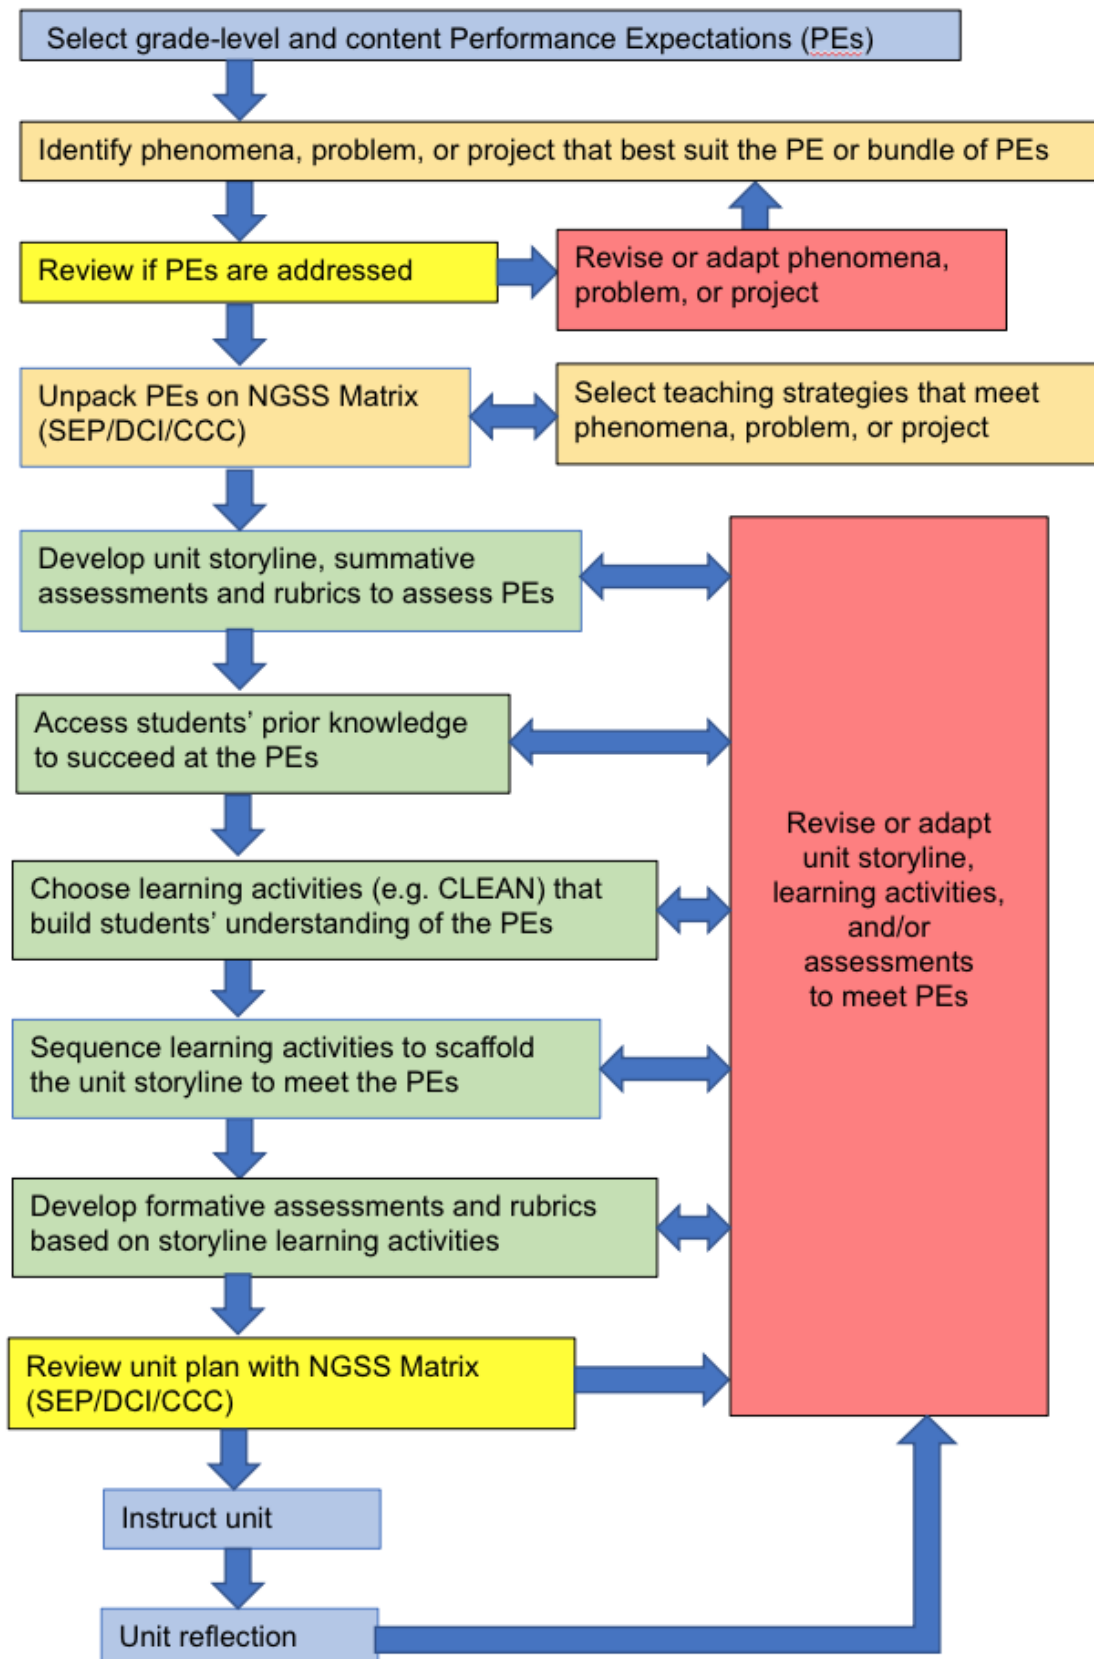 Select grade-level and content Performance Expectations (PEs)
Identify phenomena, problem, or project that best suit the PE or bundle of PEs
Review if PEs are addressed
Revise or adapt phenomena,
problem, or project
Unpack PEs on NGSS Matrix
(SEP/DCI/CCC)
Select teaching strategies that meet
phenomena, problem, or project
Develop unit storyline, summative
assessments and rubrics to assess PEs
Access students’ prior knowledge
to succeed at the PEs
Choose learning activities (e.g. CLEAN) that
build students’ understanding of the PEs
Sequence learning activities to scaffold
the unit storyline to meet the PEs
Develop formative assessments and rubrics
based on storyline learning activities
Revise or adapt
unit storyline,
learning activities,
and/or
assessments
to meet PEs
Review unit plan with NGSS Matrix
(SEP/DCI/CCC)
Instruct unit
Unit reflection